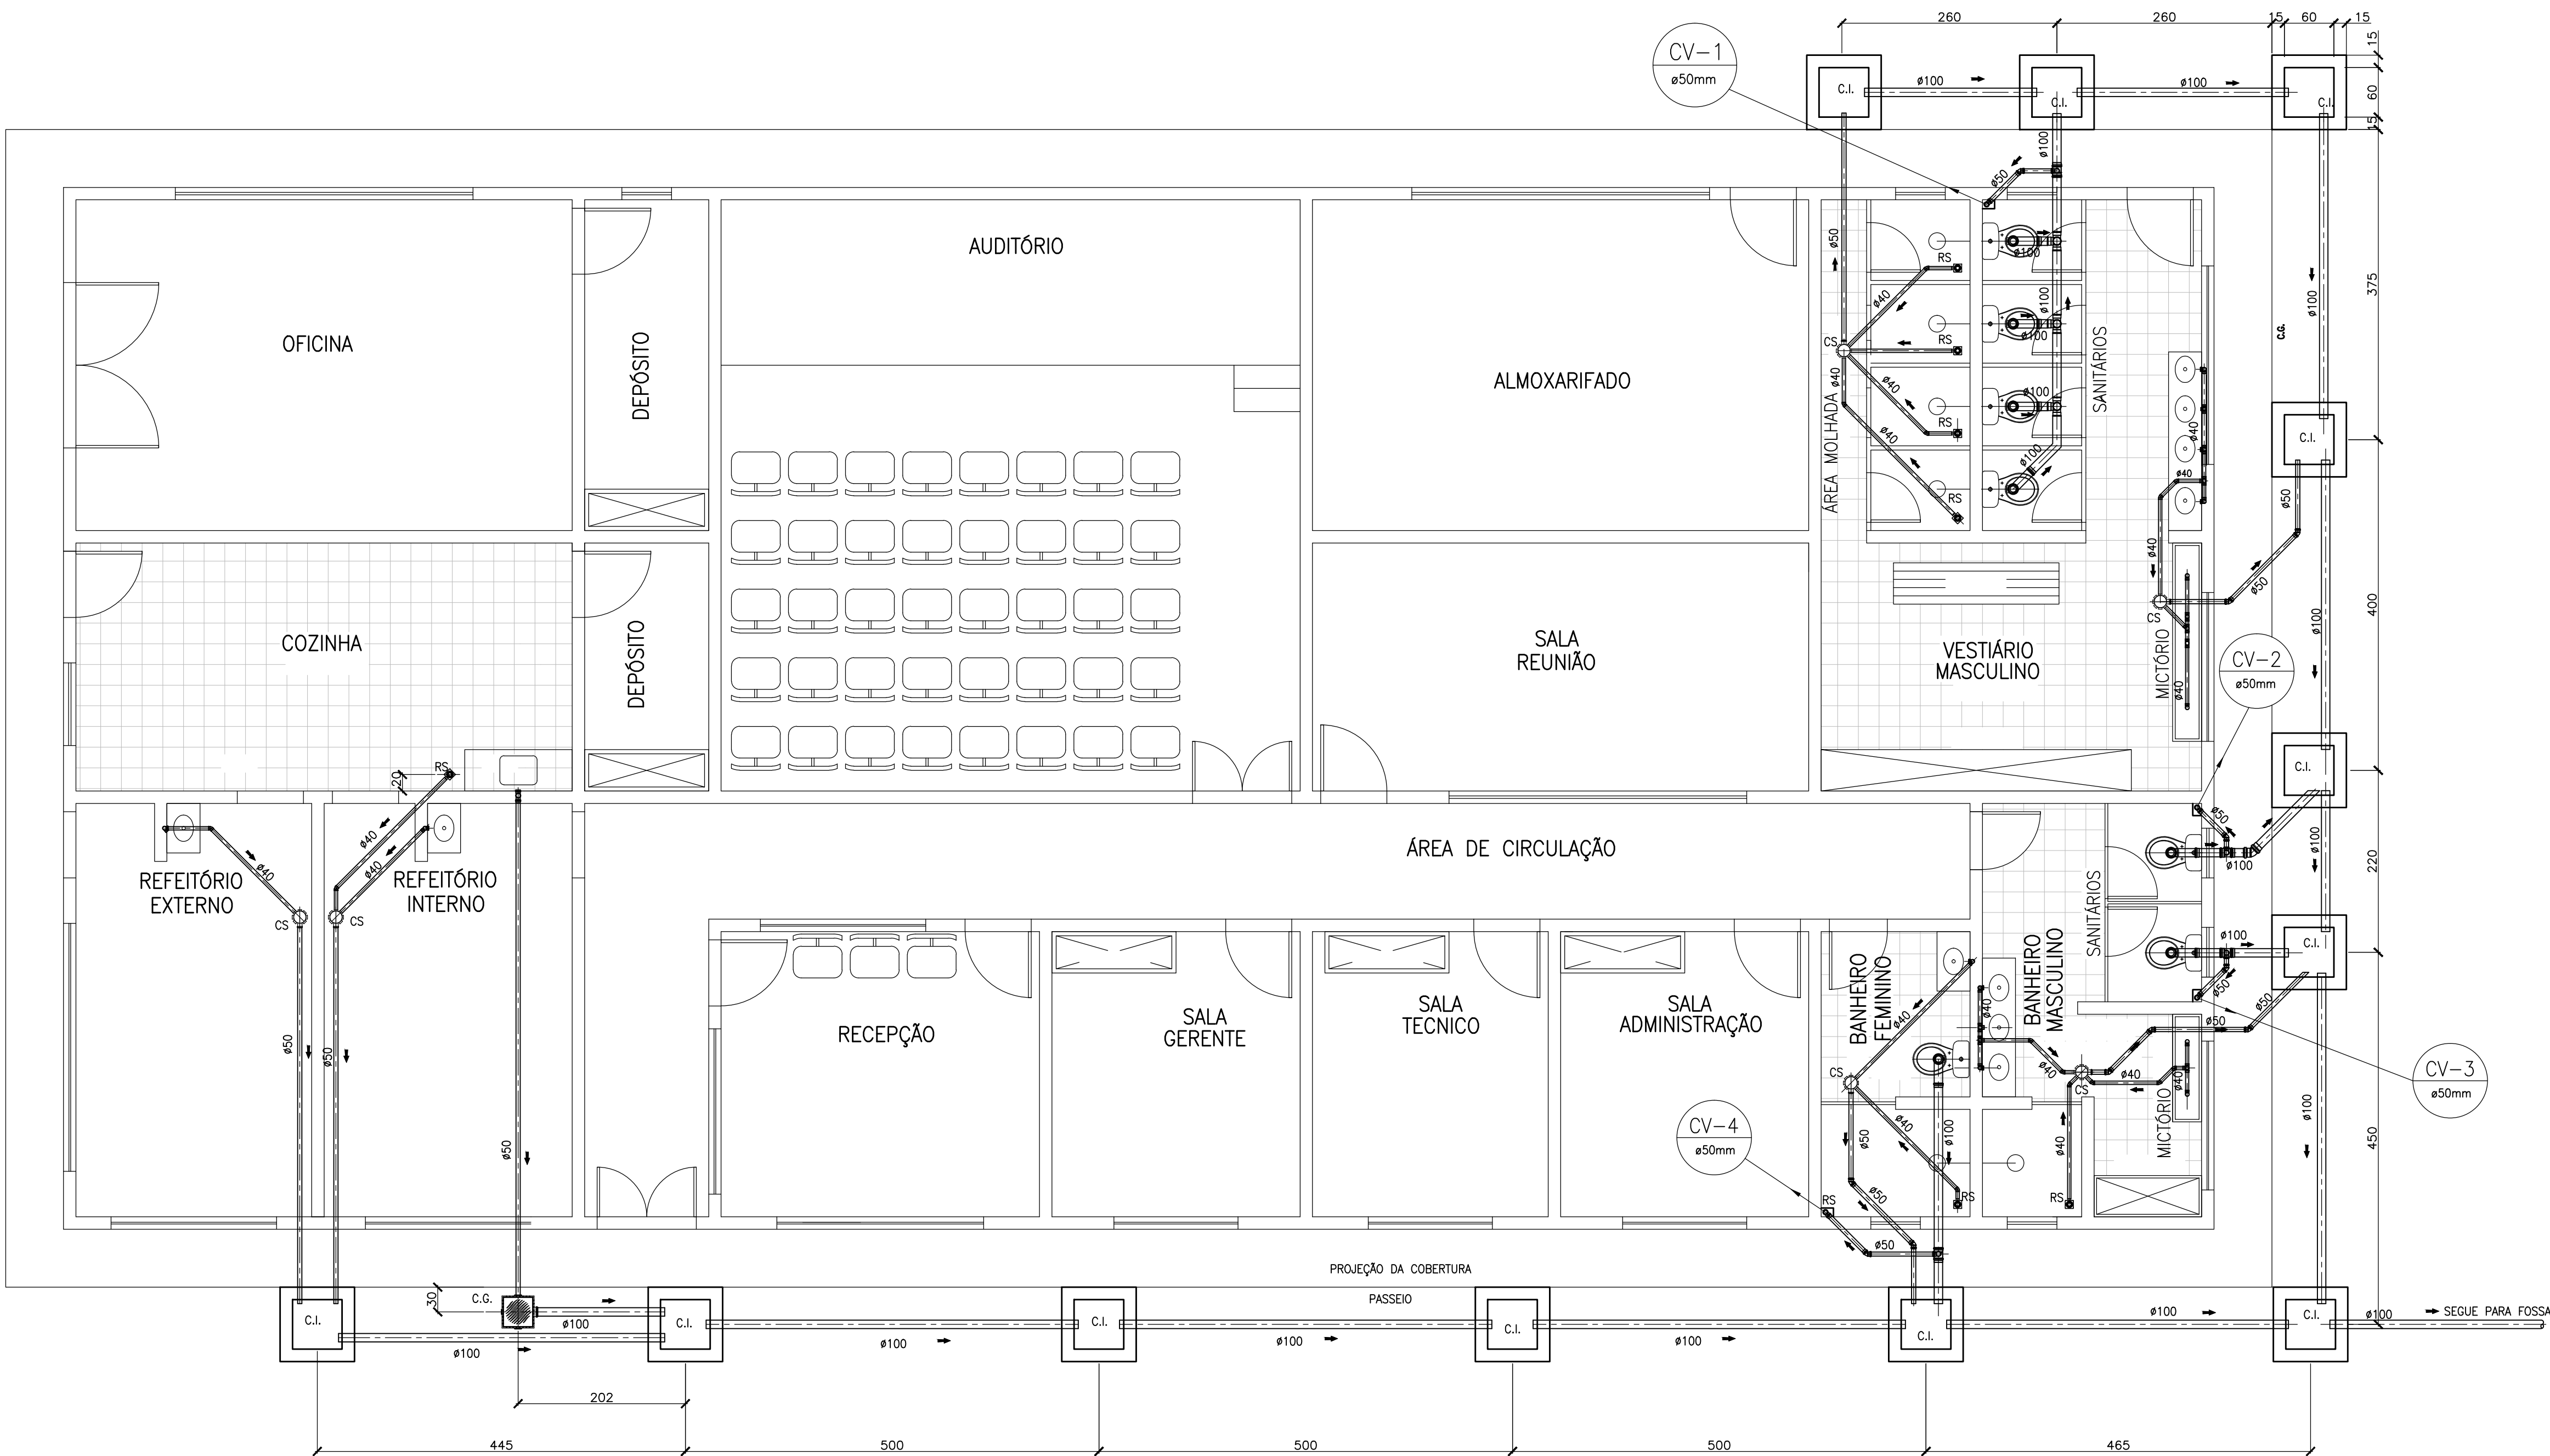 260
260
15
60
15
CV-1
ø50mm
15
60
15
C.I.
ø100
C.I.
ø100
C.I.
ø100
ø50
AUDITÓRIO
ø50
RS
ø100
ø40
ø100
ø100
375
OFICINA
DEPÓSITO
CS
RS
ø100
C.G.
ALMOXARIFADO
ø40
ø40
RS
ø100
SANITÁRIOS
ÁREA MOLHADA
ø40
ø100
ø40
C.I.
RS
ø40
ø50
ø40
ø50
400
COZINHA
DEPÓSITO
SALA
REUNIÃO
VESTIÁRIO
MASCULINO
CS
MICTÓRIO
ø40
ø100
CV-2
ø50mm
RS
20
C.I.
ø40
ø40
ø40
ø50
ø100
ø100
220
ÁREA DE CIRCULAÇÃO
REFEITÓRIO
EXTERNO
REFEITÓRIO
INTERNO
CS
CS
SANITÁRIOS
ø100
C.I.
BANHEIRO
FEMININO
BANHEIRO
MASCULINO
ø50
ø50
RECEPÇÃO
SALA
GERENTE
SALA
TECNICO
SALA
ADMINISTRAÇÃO
ø40
ø40
ø50
ø50
ø50
CS
ø40
CS
ø40
ø40
CV-3
ø50mm
ø100
MICTÓRIO
CV-4
ø50mm
ø50
ø40
ø100
ø40
450
ø50
RS
ø50
RS
RS
ø50
PROJEÇÃO DA COBERTURA
30
C.G.
PASSEIO
C.I.
ø100
ø100
C.I.
ø100
C.I.
ø100
C.I.
ø100
C.I.
ø100
C.I.
ø100
SEGUE PARA FOSSA
202
445
500
500
500
465